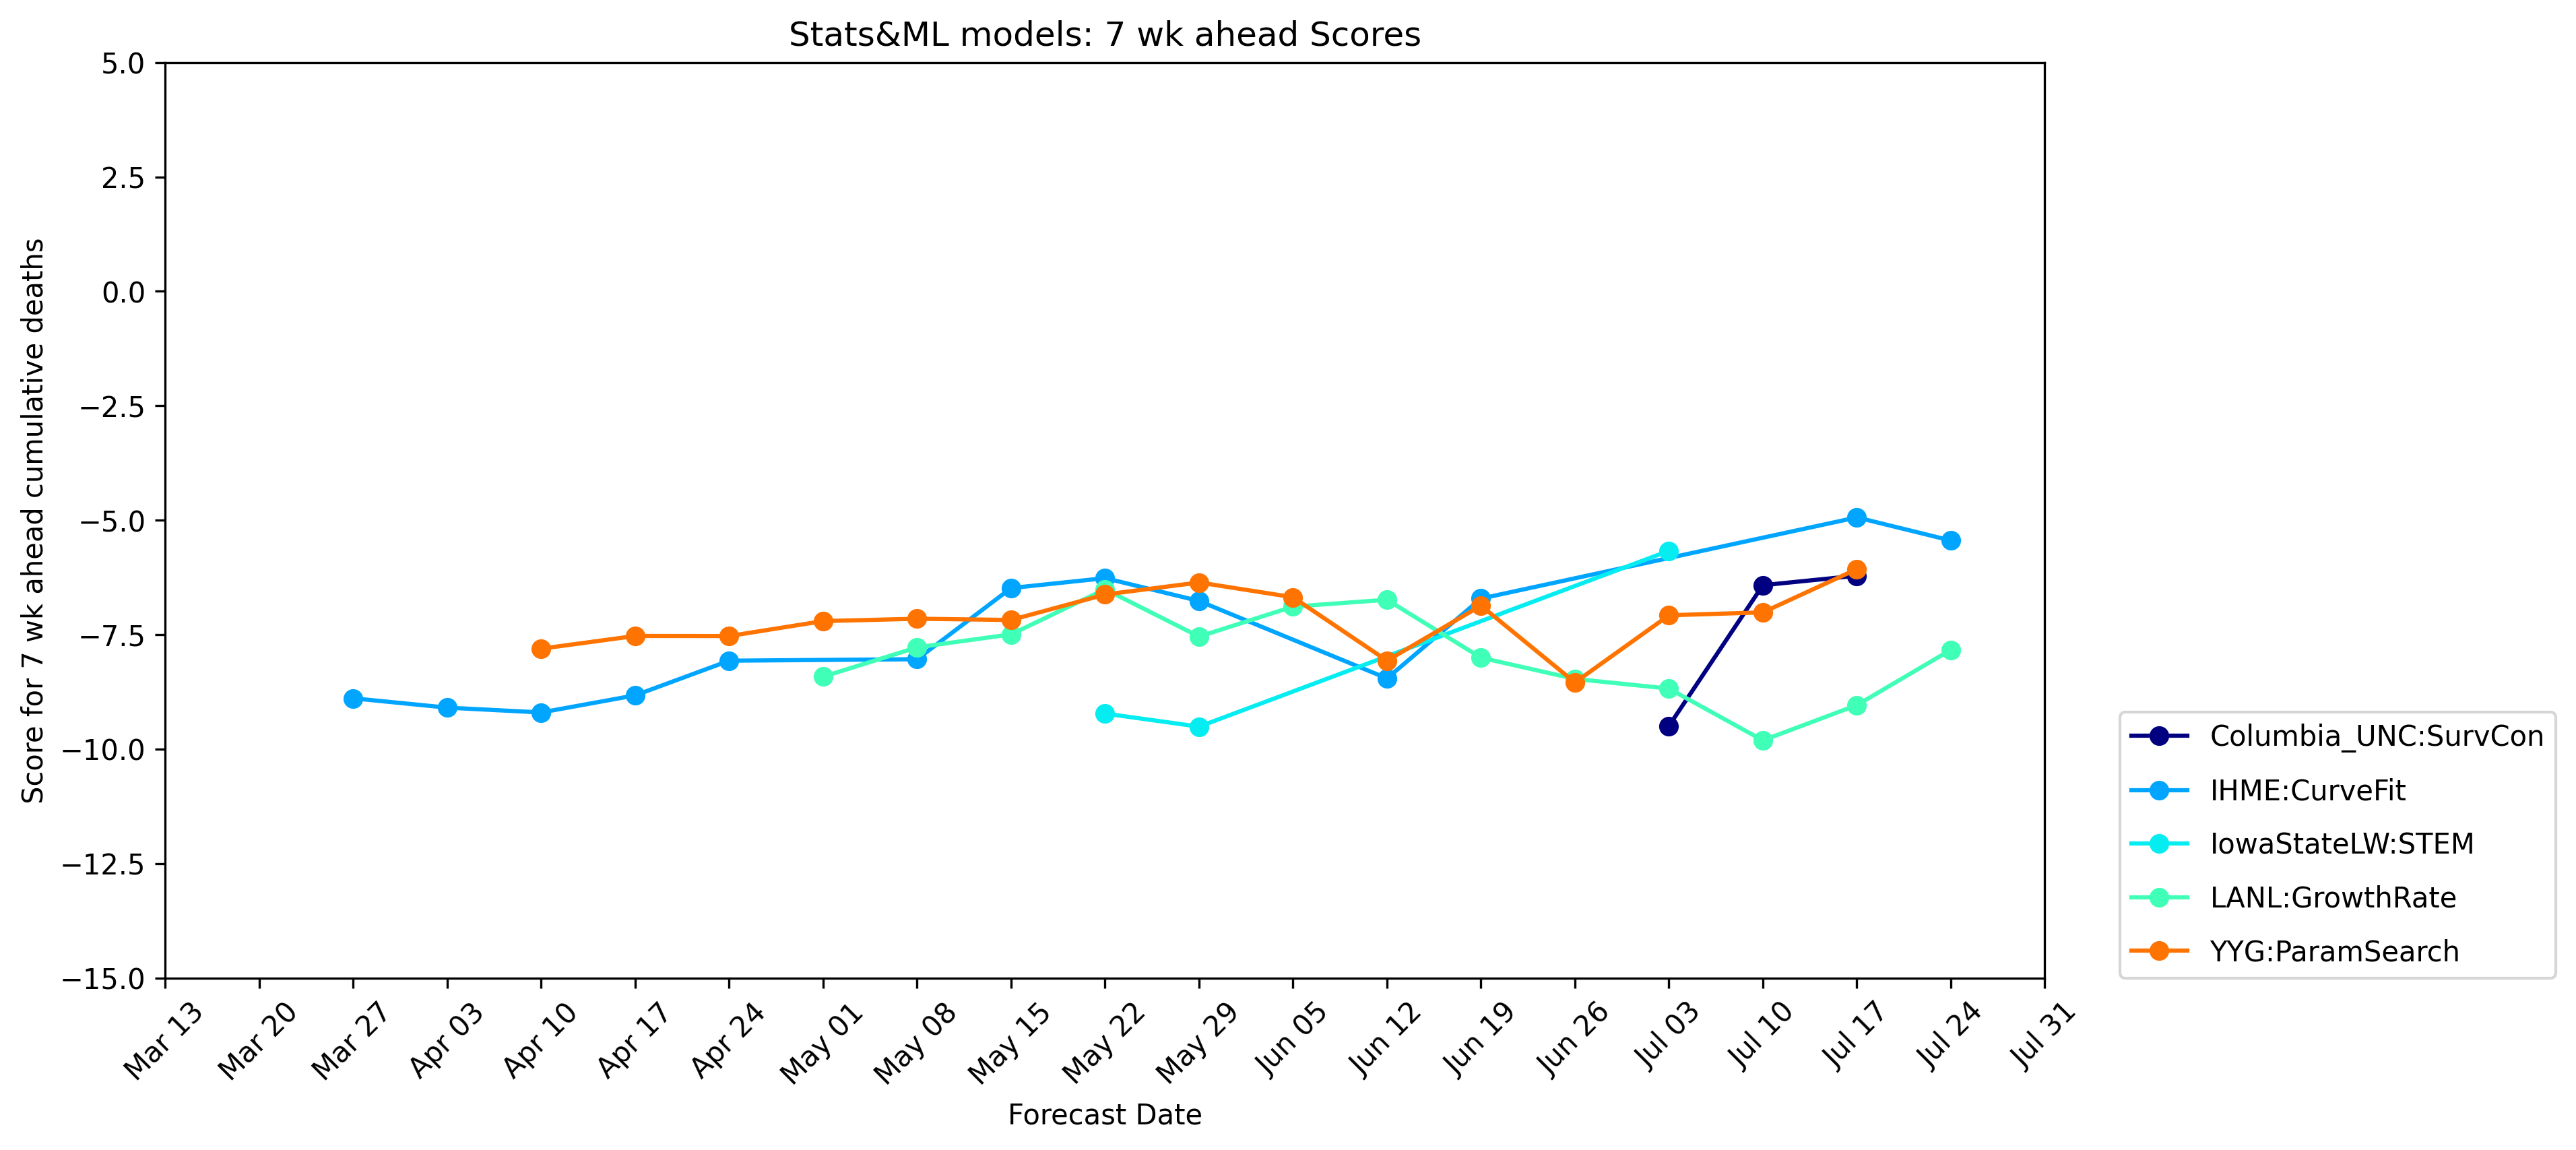 Stats&ML models: 7 wk ahead Scores
Score for 7 wk ahead cumulative deaths
5.0
2.5
0.0
−2.5
−5.0
−7.5
−10.0
−12.5
−15.0
Mar 13
Mar 20
Mar 27
Apr 03
Apr 10
Apr 17
Apr 24
May 01
May 08
May 15
May 22
May 29
Jun 05
Jun 12
Jun 19
Jun 26
Jul 03
Jul 10
Jul 17
Jul 24
Jul 31
Forecast Date
Columbia_UNC:SurvCon
IHME:CurveFit
IowaStateLW:STEM
LANL:GrowthRate
YYG:ParamSearch